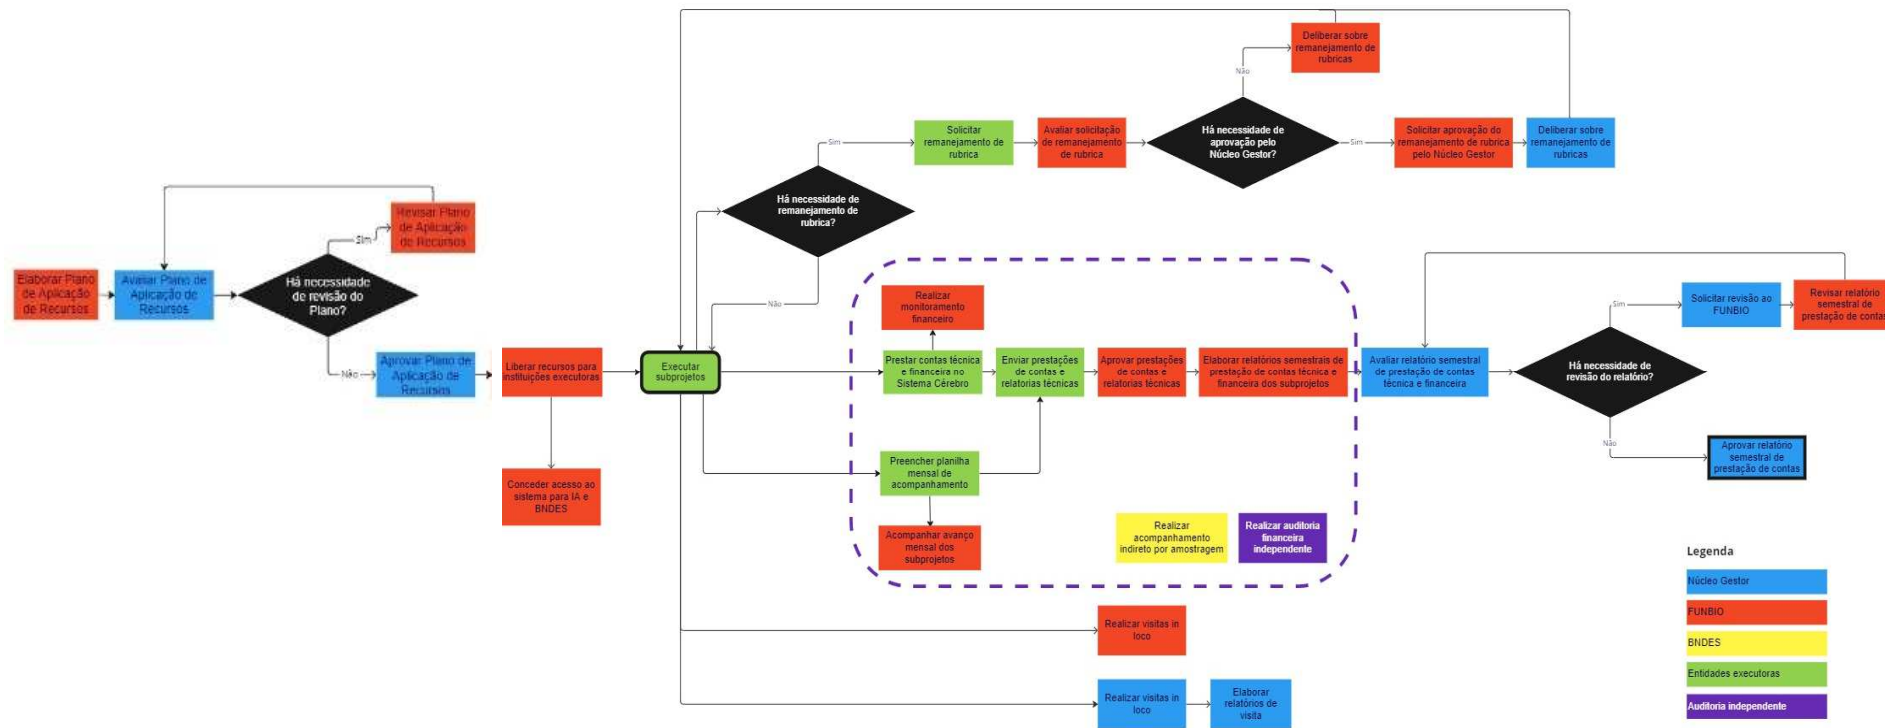 Elaborar Plano
de Aplicação
de Recursos
Avaliar Plano de
Aplicação de
Recursos
Há necessidade
de revisão do
Plano?
Sim
Revisar Plano
de Aplicação
de Recursos
Não
Aprovar Plano de
Aplicação de
Recursos
Liberar recursos para
instituições executoras
Conceder acesso ao
sistema para IA e
BNDES
Executar
subprojetos
Há necessidade de
remanejamento de
rubrica?
Sim
Não
Solicitar
remanejamento de
rubrica
Avaliar solicitação
de remanejamento
de rubrica
Há necessidade de
aprovação pelo
Núcleo Gestor?
Não
Deliberar sobre
remanejamento de
rubricas
Sim
Solicitar aprovação do
remanejamento de rubrica
pelo Núcleo Gestor
Deliberar sobre
remanejamento de
rubricas
Realizar
monitoramento
financeiro
Prestar contas técnica
e financeira no
Sistema Cérebro
Enviar prestações
de contas e
relatorias técnicas
Aprovar prestações
de contas e
relatorias técnicas
Elaborar relatórios semestrais de
prestação de contas técnica e
financeira dos subprojetos
Preencher planilha
mensal de
acompanhamento
Acompanhar avanço
mensal dos
subprojetos
Realizar
acompanhamento
indireto por amostragem
Realizar auditoria
financeira
independente
Avaliar relatório semestral
de prestação de contas
técnica e financeira
Há necessidade de
revisão do relatório?
Sim
Solicitar revisão ao
FUNBIO
Revisar relatório
semestral de
prestação de contas
Não
Aprovar relatório
semestral de
prestação de contas
Realizar visitas in
loco
Realizar visitas in
loco
Elaborar
relatórios de
visita
Legenda
Núcleo Gestor
FUNBIO
BNDES
Entidades executoras
Auditoria independente